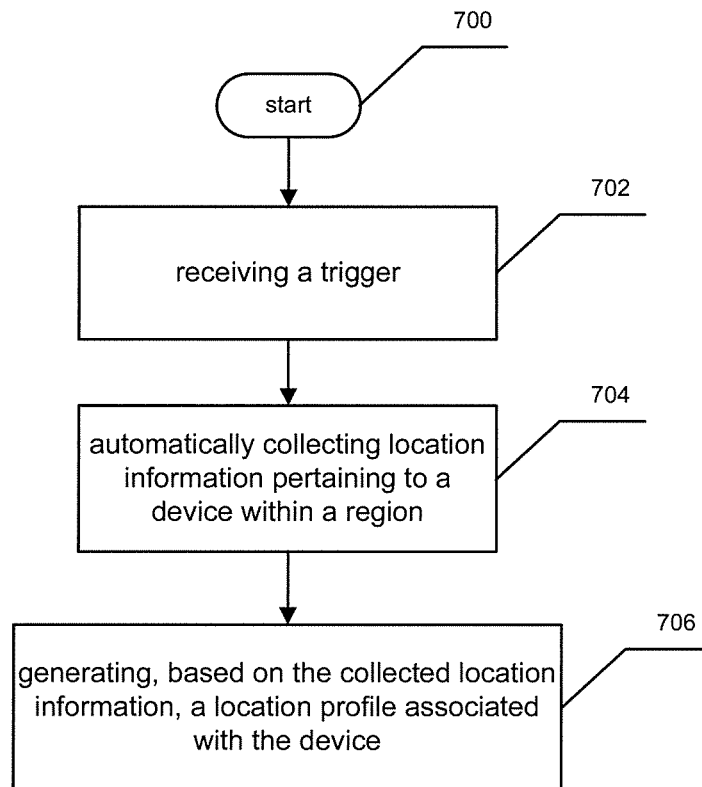 700
start
702
receiving a trigger
704
automatically collecting location
information pertaining to a
device within a region
706
generating, based on the collected location
information, a location profile associated
with the device